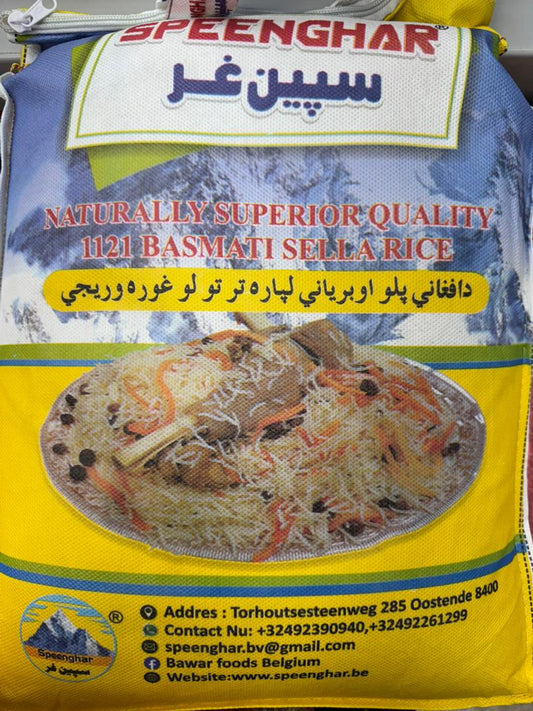 SPEENGHAR®
سپین غر
NATURALLY SUPERIOR QUALITY
1121 BASMATI SELLA RICE
دافغاني پلو اوبرياني لپاره تر ټولو غوره وريجي
Addres : Torhoutsesteenweg 285 Oostende 8400
Contact Nu: +32492390940,+32492261299
speenghar.bv@gmail.com
Bawar foods Belgium
Website:www.speenghar.be
®
Speenghar
سپین غر